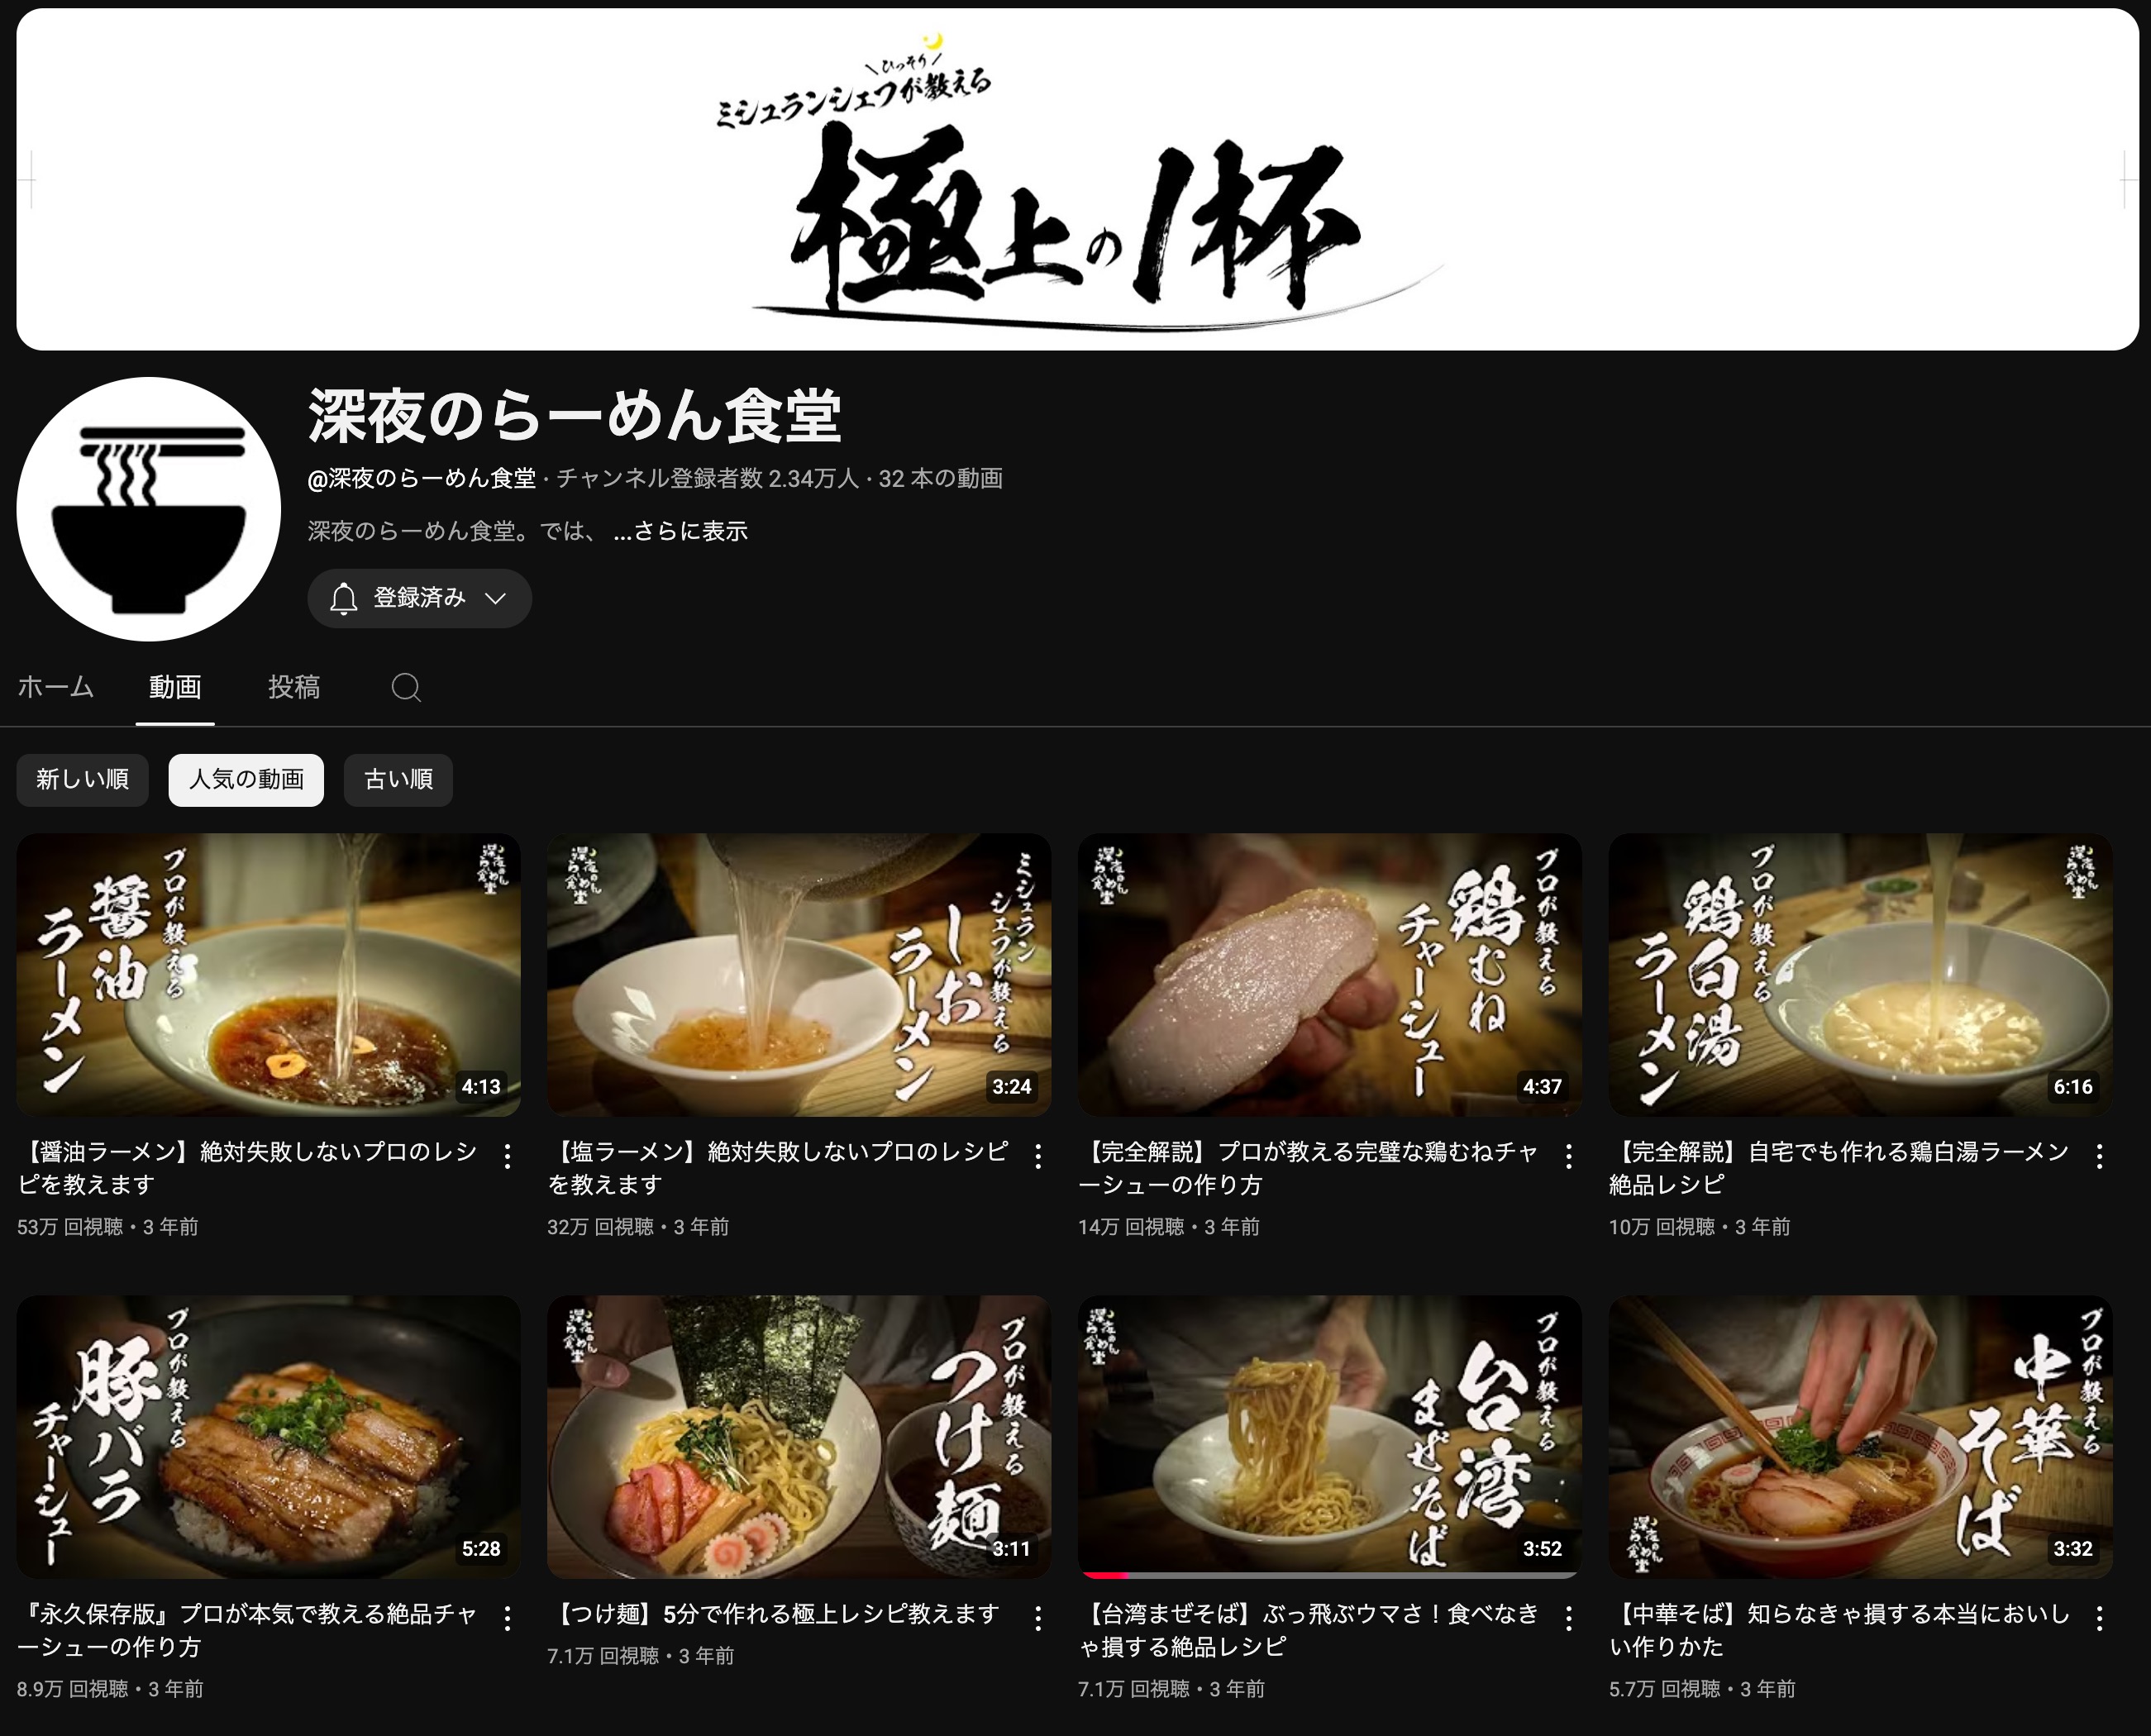 ＼ひっそり／
ミシュランシェフが教える
極上の1杯
深夜のらーめん食堂
@深夜のらーめん食堂・チャンネル登録者数 2.34万人・32 本の動画
深夜のらーめん食堂。では、 ...さらに表示
登録済み
ホーム 動画 投稿
新しい順 人気の動画 古い順
プロが教える
醤油
ラーメン
深夜のらーめん食堂
4:13
【醤油ラーメン】絶対失敗しないプロのレシ
ピを教えます
53万 回視聴・3 年前
深夜のらーめん食堂
ミシュラン
シェフが教える
しお
ラーメン
3:24
【塩ラーメン】絶対失敗しないプロのレシピ
を教えます
32万 回視聴・3 年前
深夜のらーめん食堂
プロが教える
鶏むね
チャーシュー
4:37
【完全解説】プロが教える完璧な鶏むねチャ
ーシューの作り方
14万 回視聴・3 年前
プロが教える
鶏白湯
ラーメン
深夜のらーめん食堂
6:16
【完全解説】自宅でも作れる鶏白湯ラーメン
絶品レシピ
10万 回視聴・3 年前
プロが教える
豚バラ
チャーシュー
5:28
『永久保存版』プロが本気で教える絶品チャ
ーシューの作り方
8.9万 回視聴・3 年前
深夜のらーめん食堂
プロが教える
つけ麺
3:11
【つけ麺】5分で作れる極上レシピ教えます
7.1万 回視聴・3 年前
深夜のらーめん食堂
プロが教える
台湾
まぜそば
3:52
【台湾まぜそば】ぶっ飛ぶウマさ！食べなき
ゃ損する絶品レシピ
7.1万 回視聴・3 年前
プロが教える
中華
そば
深夜のらーめん食堂
3:32
【中華そば】知らなきゃ損する本当においし
い作りかた
5.7万 回視聴・3 年前